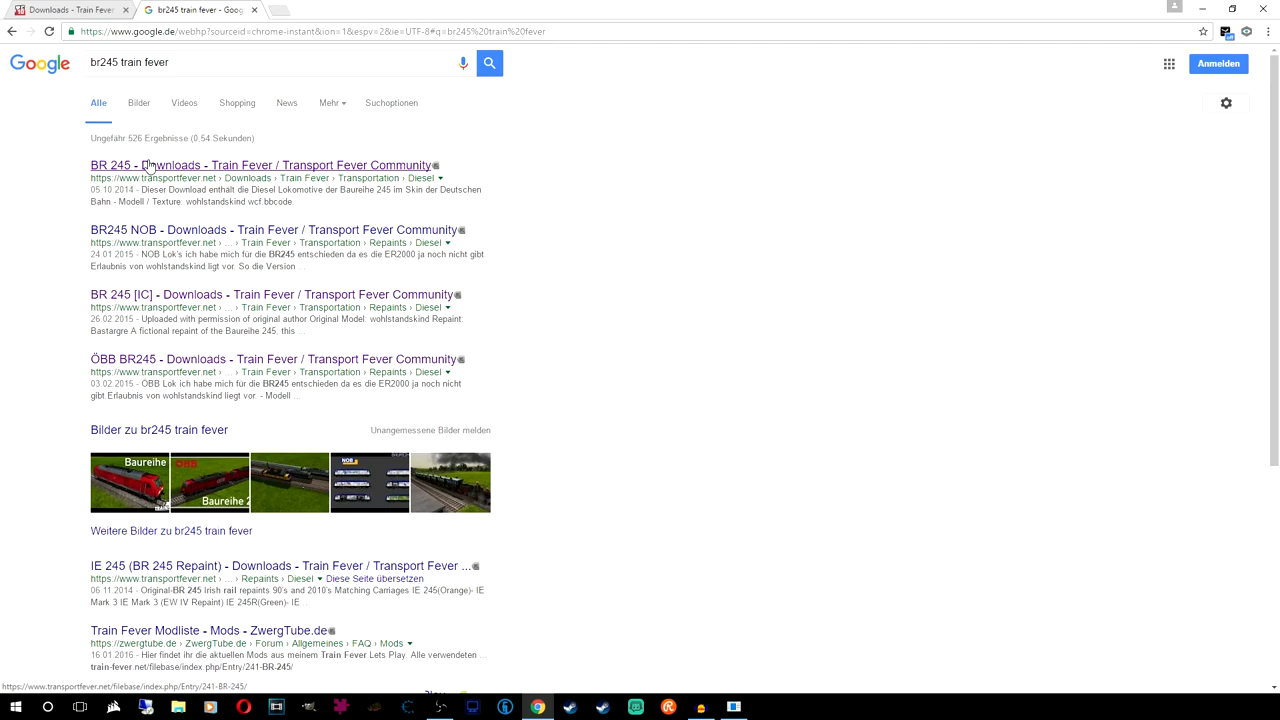 Downloads - Train Fever
br245 train fever - Goog
https://www.google.de/webhp?sourceid=chrome-instant&ion=1&espv=2&ie=UTF-8#q=br245%20train%20fever
Google
br245 train fever
Anmelden
Alle Bilder Videos Shopping News Mehr Suchoptionen
Ungefähr 526 Ergebnisse (0,54 Sekunden)
BR 245 - Downloads - Train Fever / Transport Fever Community
https://www.transportfever.net › Downloads › Train Fever › Transportation › Diesel
05.10.2014 - Dieser Download enthält die Diesel Lokomotive der Baureihe 245 im Skin der Deutschen
Bahn.- Modell / Texture: wohlstandskind wcf.bbcode.
BR245 NOB - Downloads - Train Fever / Transport Fever Community
https://www.transportfever.net › ... › Train Fever › Transportation › Repaints › Diesel
24.01.2015 - NOB Lok's ich habe mich für die BR245 entschieden da es die ER2000 ja noch nicht gibt
Erlaubnis von wohlstandskind ligt vor. So die Version ...
BR 245 [IC] - Downloads - Train Fever / Transport Fever Community
https://www.transportfever.net › ... › Train Fever › Transportation › Repaints › Diesel
26.02.2015 - Uploaded with permission of original author Original Model: wohlstandskind Repaint:
Bastargre A fictional repaint of the Baureihe 245, this ...
ÖBB BR245 - Downloads - Train Fever / Transport Fever Community
https://www.transportfever.net › ... › Train Fever › Transportation › Repaints › Diesel
03.02.2015 - ÖBB Lok ich habe mich für die BR245 entschieden da es die ER2000 ja noch nicht
gibt.Erlaubnis von wohlstandskind liegt vor. - Modell ...
Bilder zu br245 train fever
Unangemessene Bilder melden
Baureihe
ÖBB
Baureihe 2
NOB
Weitere Bilder zu br245 train fever
IE 245 (BR 245 Repaint) - Downloads - Train Fever / Transport Fever ...
https://www.transportfever.net › ... › Repaints › Diesel Diese Seite übersetzen
06.11.2014 - Original-BR 245 Irish rail repaints 90's and 2010's Matching Carriages IE 245(Orange)- IE
Mark 3 IE Mark 3 (EW IV Repaint) IE 245R(Green)- IE ...
Train Fever Modliste - Mods - ZwergTube.de
https://zwergtube.de › ZwergTube.de › Forum › Allgemeines › FAQ › Mods
16.01.2016 - Hier findet ihr die aktuellen Mods aus meinem Train Fever Lets Play. Alle verwendeten ...
train-fever.net/filebase/index.php/Entry/241-BR-245/
https://www.transportfever.net/filebase/index.php/Entry/241-BR-245/